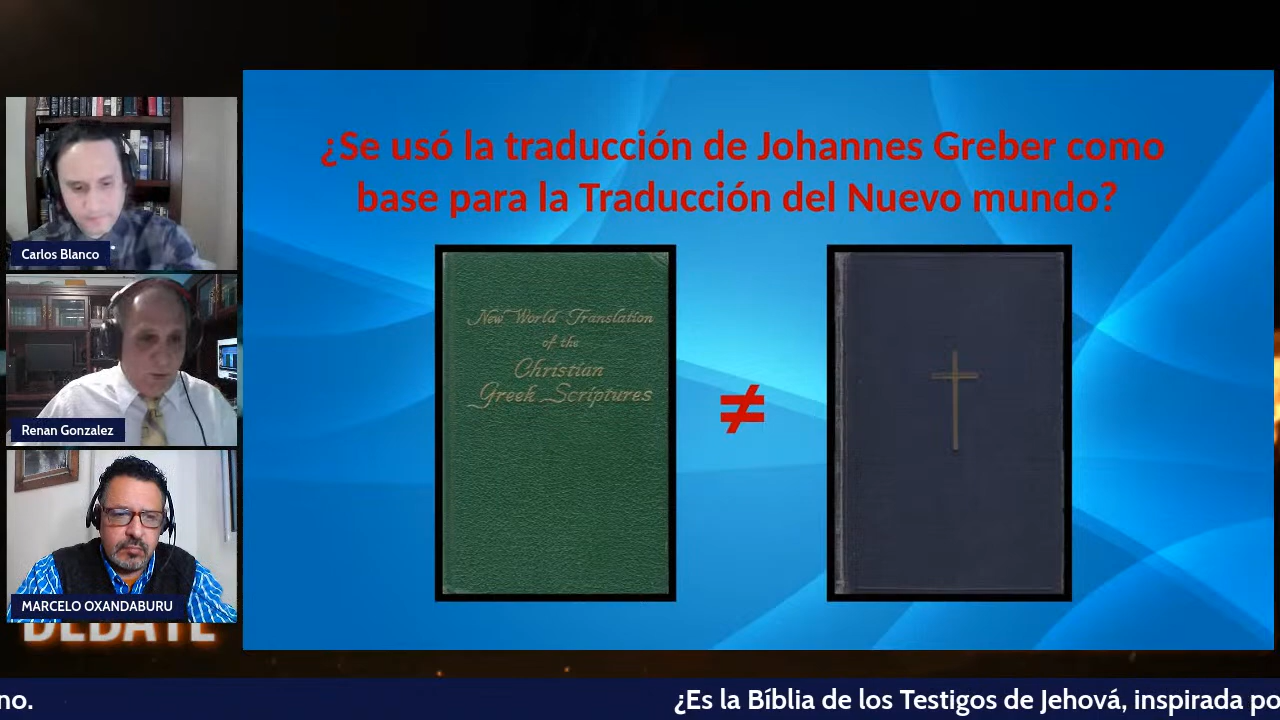 ¿Se usó la traducción de Johannes Greber como
base para la Traducción del Nuevo mundo?
New World Translation
of the
Christian
Greek Scriptures
≠
Carlos Blanco
Renan Gonzalez
MARCELO OXANDABURU
DEBATE
no.
¿Es la Bíblia de los Testigos de Jehová, inspirada po